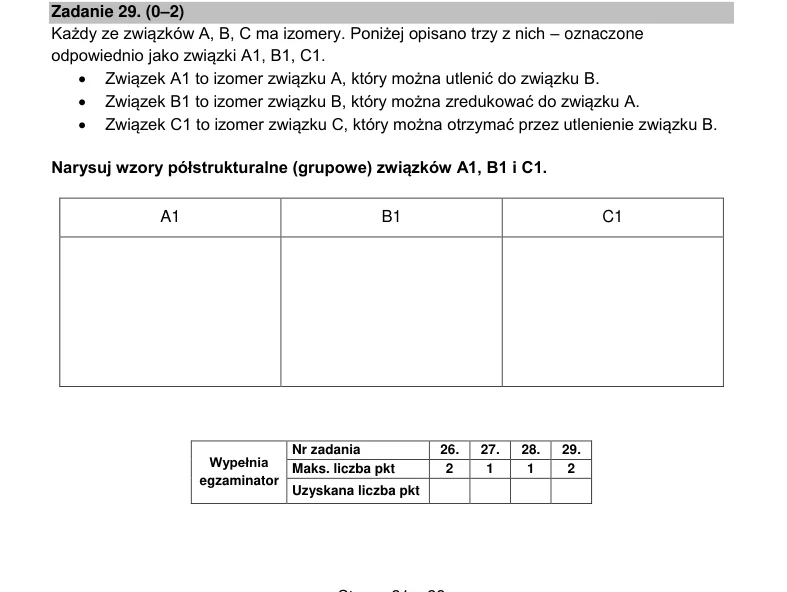 Zadanie 29. (0–2)
Każdy ze związków A, B, C ma izomery. Poniżej opisano trzy z nich – oznaczone
odpowiednio jako związki A1, B1, C1.
• Związek A1 to izomer związku A, który można utlenić do związku B.
• Związek B1 to izomer związku B, który można zredukować do związku A.
• Związek C1 to izomer związku C, który można otrzymać przez utlenienie związku B.
Narysuj wzory półstrukturalne (grupowe) związków A1, B1 i C1.
A1 B1 C1
Wypełnia egzaminator
Nr zadania 26. 27. 28. 29.
Maks. liczba pkt 2 1 1 2
Uzyskana liczba pkt